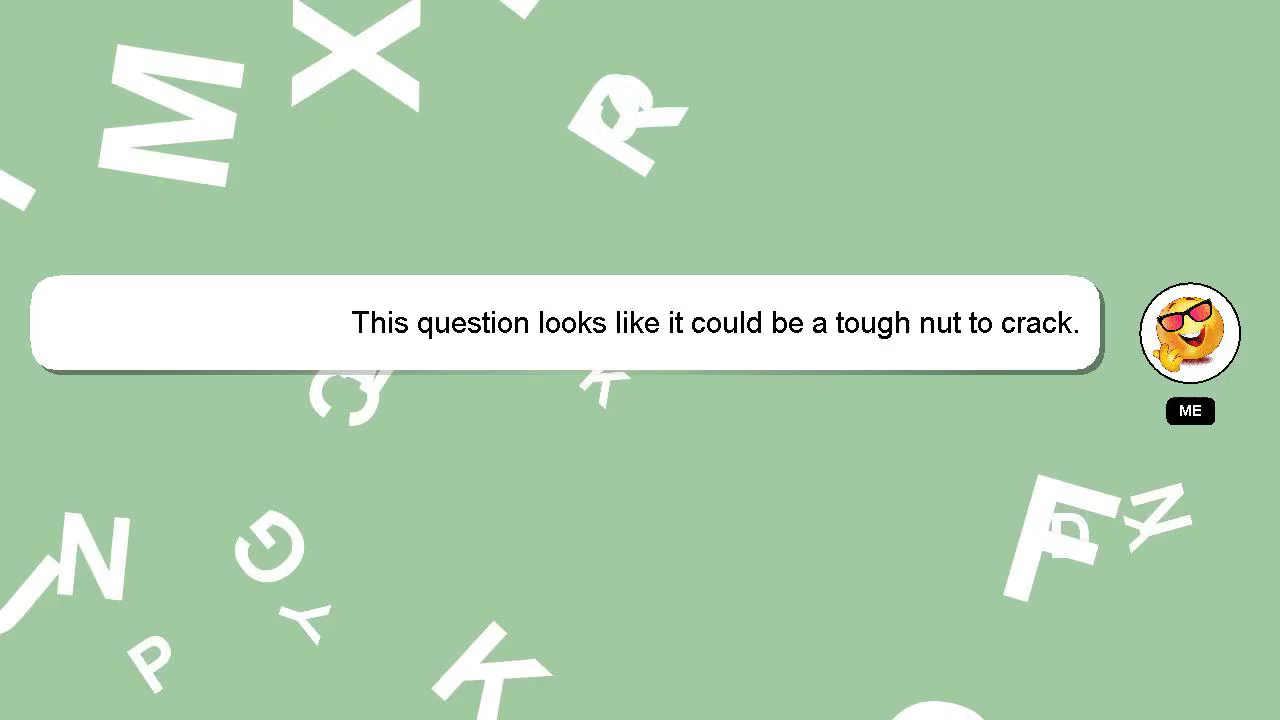 M
X
R
This question looks like it could be a tough nut to crack.
ME
C
K
F
D
N
Y
N
G
Y
P
K